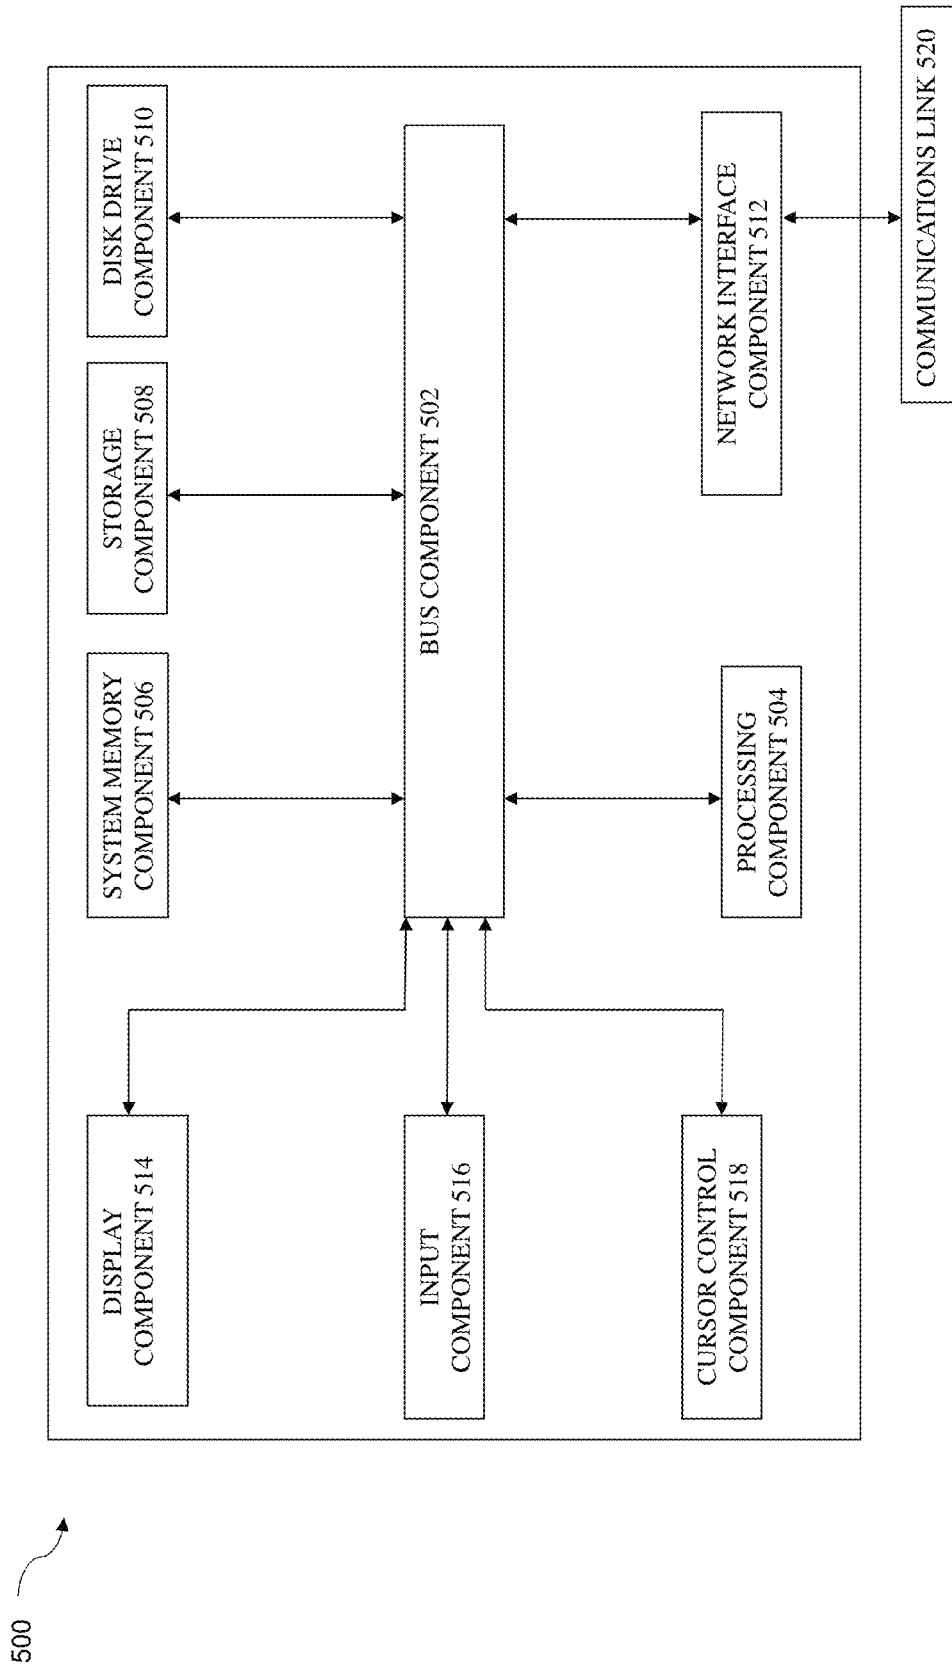 500
DISPLAY
COMPONENT 514
SYSTEM MEMORY
COMPONENT 506
STORAGE
COMPONENT 508
DISK DRIVE
COMPONENT 510
INPUT
COMPONENT 516
BUS COMPONENT 502
CURSOR CONTROL
COMPONENT 518
PROCESSING
COMPONENT 504
NETWORK INTERFACE
COMPONENT 512
COMMUNICATIONS LINK 520